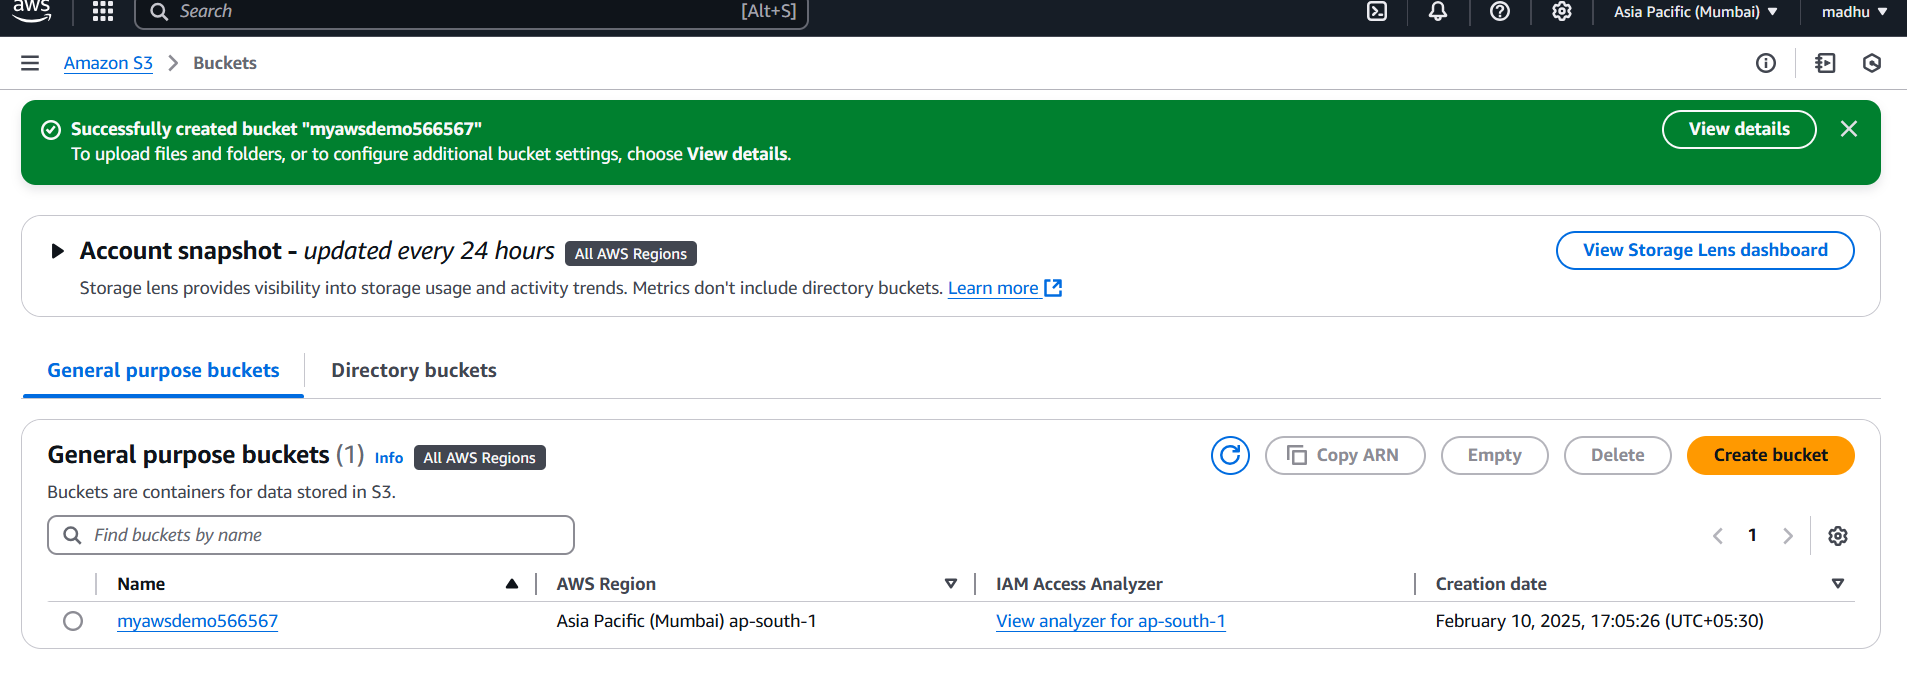 aws Search [Alt+S] Asia Pacific (Mumbai) madhu
Amazon S3 Buckets
Successfully created bucket "myawsdemo566567"
To upload files and folders, or to configure additional bucket settings, choose View details.
View details
Account snapshot - updated every 24 hours All AWS Regions
View Storage Lens dashboard
Storage lens provides visibility into storage usage and activity trends. Metrics don't include directory buckets. Learn more
General purpose buckets Directory buckets
General purpose buckets (1) Info All AWS Regions
Copy ARN Empty Delete Create bucket
Buckets are containers for data stored in S3.
Find buckets by name
1
Name AWS Region IAM Access Analyzer Creation date
myawsdemo566567 Asia Pacific (Mumbai) ap-south-1 View analyzer for ap-south-1 February 10, 2025, 17:05:26 (UTC+05:30)